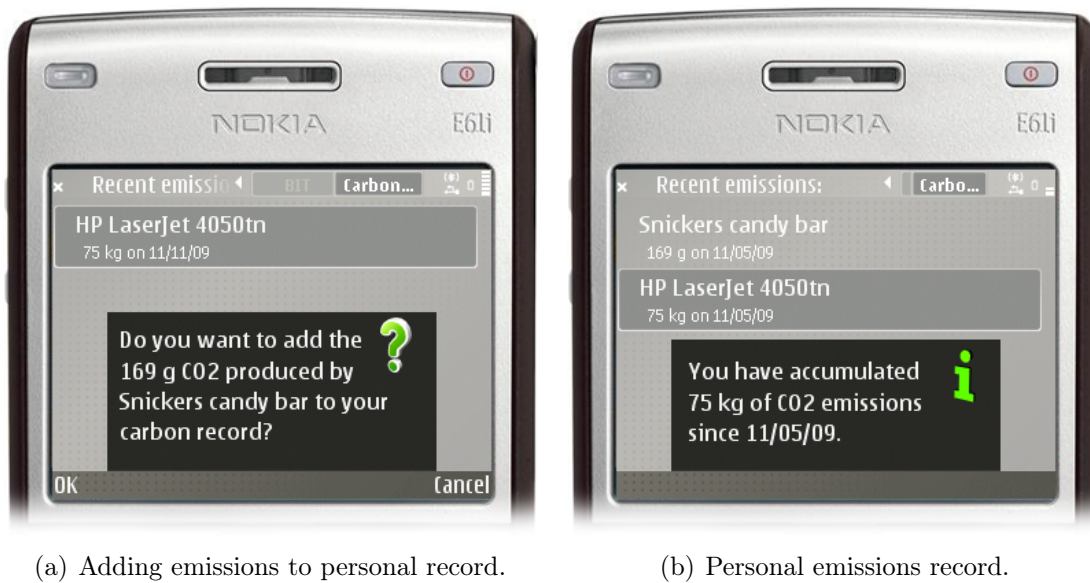 NOKIA
E61i
Recent emissio
BIT
Carbon...
HP LaserJet 4050tn
75 kg on 11/11/09
Do you want to add the
169 g CO2 produced by
Snickers candy bar to your
carbon record?
OK
Cancel
(a) Adding emissions to personal record.
NOKIA
E61i
Recent emissions:
Carbo...
Snickers candy bar
169 g on 11/05/09
HP LaserJet 4050tn
75 kg on 11/05/09
You have accumulated
75 kg of CO2 emissions
since 11/05/09.
(b) Personal emissions record.